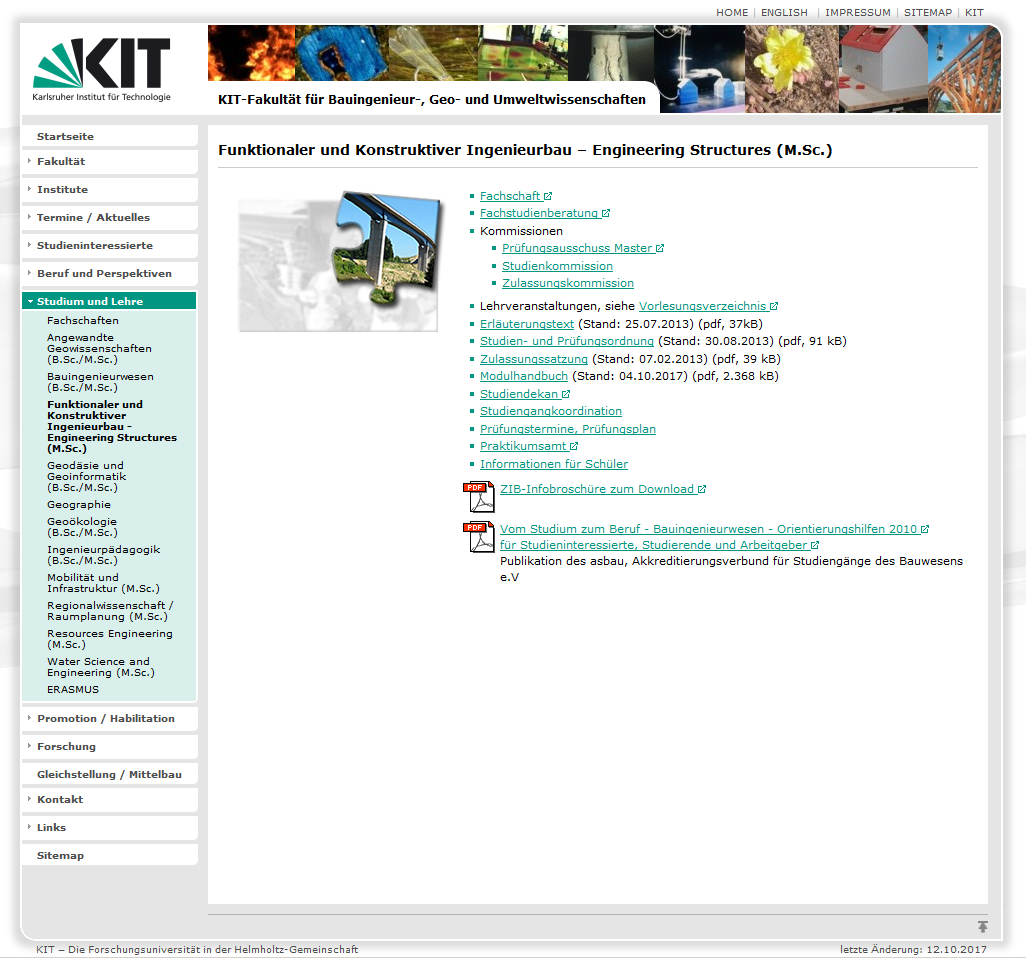 HOME | ENGLISH | IMPRESSUM | SITEMAP | KIT
KIT
Karlsruher Institut für Technologie
KIT-Fakultät für Bauingenieur-, Geo- und Umweltwissenschaften
Startseite
Fakultät
Institute
Termine / Aktuelles
Studieninteressierte
Beruf und Perspektiven
Studium und Lehre
Fachschaften
Angewandte
Geowissenschaften
(B.Sc./M.Sc.)
Bauingenieurwesen
(B.Sc./M.Sc.)
Funktionaler und
Konstruktiver
Ingenieurbau -
Engineering Structures
(M.Sc.)
Geodäsie und
Geoinformatik
(B.Sc./M.Sc.)
Geographie
Geoökologie
(B.Sc./M.Sc.)
Ingenieurpädagogik
(B.Sc./M.Sc.)
Mobilität und
Infrastruktur (M.Sc.)
Regionalwissenschaft /
Raumplanung (M.Sc.)
Resources Engineering
(M.Sc.)
Water Science and
Engineering (M.Sc.)
ERASMUS
Promotion / Habilitation
Forschung
Gleichstellung / Mittelbau
Kontakt
Links
Sitemap
Funktionaler und Konstruktiver Ingenieurbau – Engineering Structures (M.Sc.)
Fachschaft
Fachstudienberatung
Kommissionen
Prüfungsausschuss Master
Studienkommission
Zulassungskommission
Lehrveranstaltungen, siehe Vorlesungsverzeichnis
Erläuterungstext (Stand: 25.07.2013) (pdf, 37kB)
Studien- und Prüfungsordnung (Stand: 30.08.2013) (pdf, 91 kB)
Zulassungssatzung (Stand: 07.02.2013) (pdf, 39 kB)
Modulhandbuch (Stand: 04.10.2017) (pdf, 2.368 kB)
Studiendekan
Studiengangkoordination
Prüfungstermine, Prüfungsplan
Praktikumsamt
Informationen für Schüler
PDF ZIB-Infobroschüre zum Download
PDF Vom Studium zum Beruf - Bauingenieurwesen - Orientierungshilfen 2010
für Studieninteressierte, Studierende und Arbeitgeber
Publikation des asbau, Akkreditierungsverbund für Studiengänge des Bauwesens
e.V
KIT – Die Forschungsuniversität in der Helmholtz-Gemeinschaft
letzte Änderung: 12.10.2017